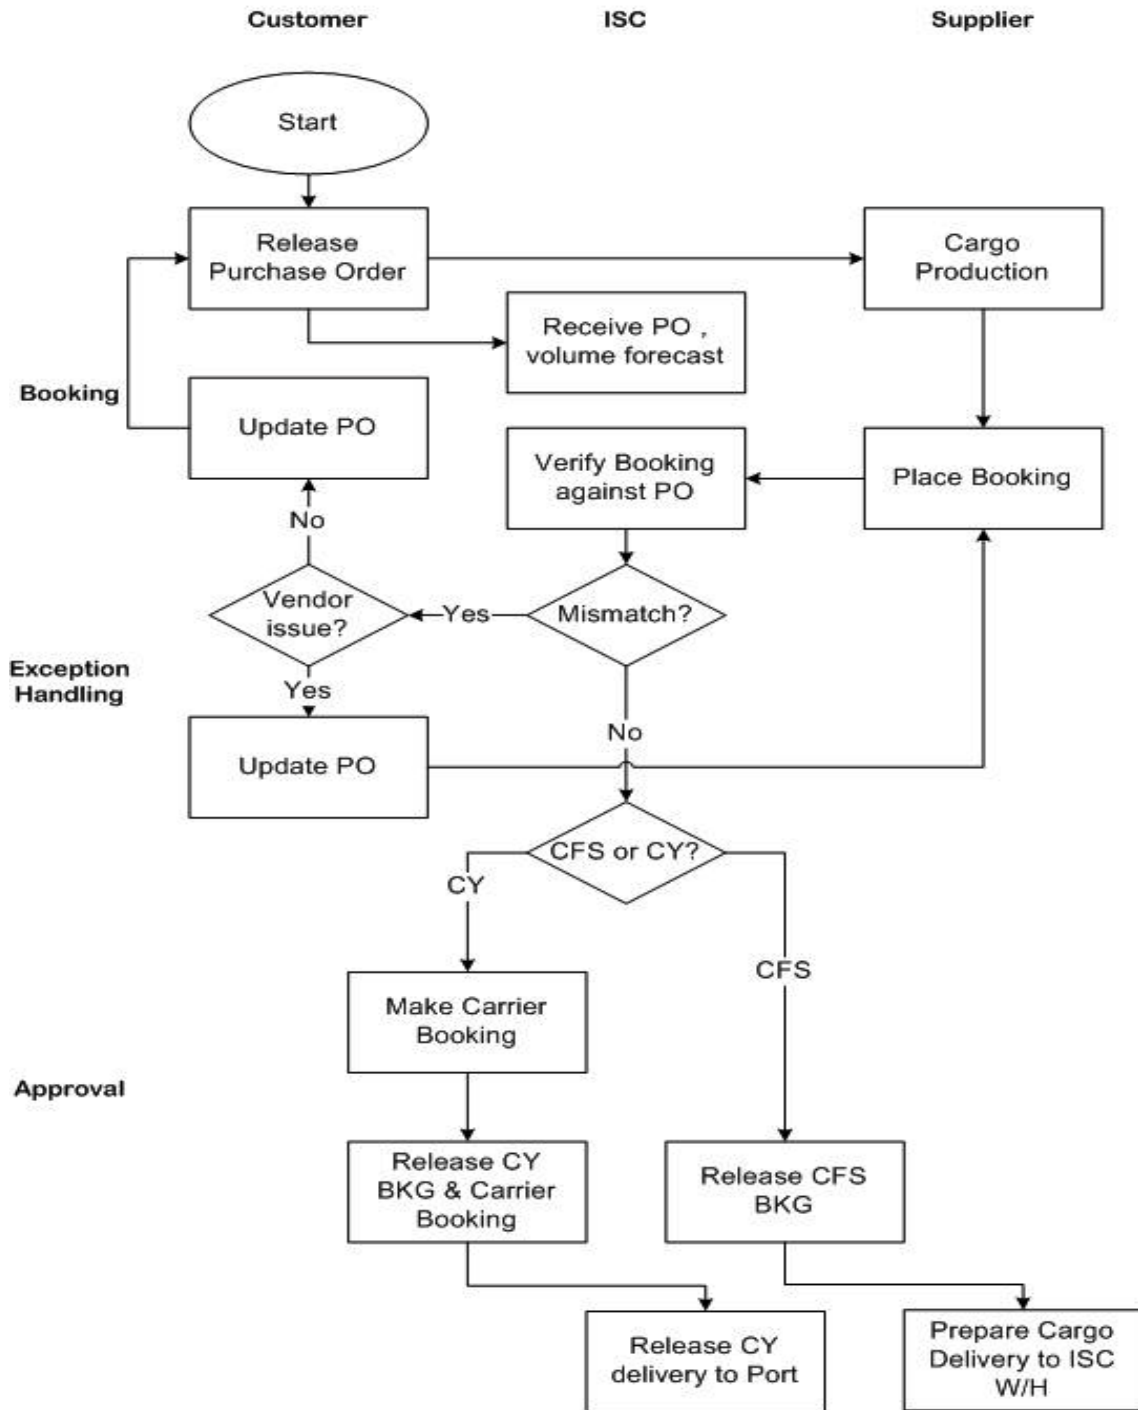 Customer
ISC
Supplier
Start
Release
Purchase Order
Cargo
Production
Receive PO ,
volume forecast
Booking
Update PO
Verify Booking
against PO
Place Booking
No
Vendor
issue?
Yes
Mismatch?
Exception
Handling
Yes
No
Update PO
CFS or CY?
CY
CFS
Make Carrier
Booking
Approval
Release CY
BKG & Carrier
Booking
Release CFS
BKG
Release CY
delivery to Port
Prepare Cargo
Delivery to ISC
W/H